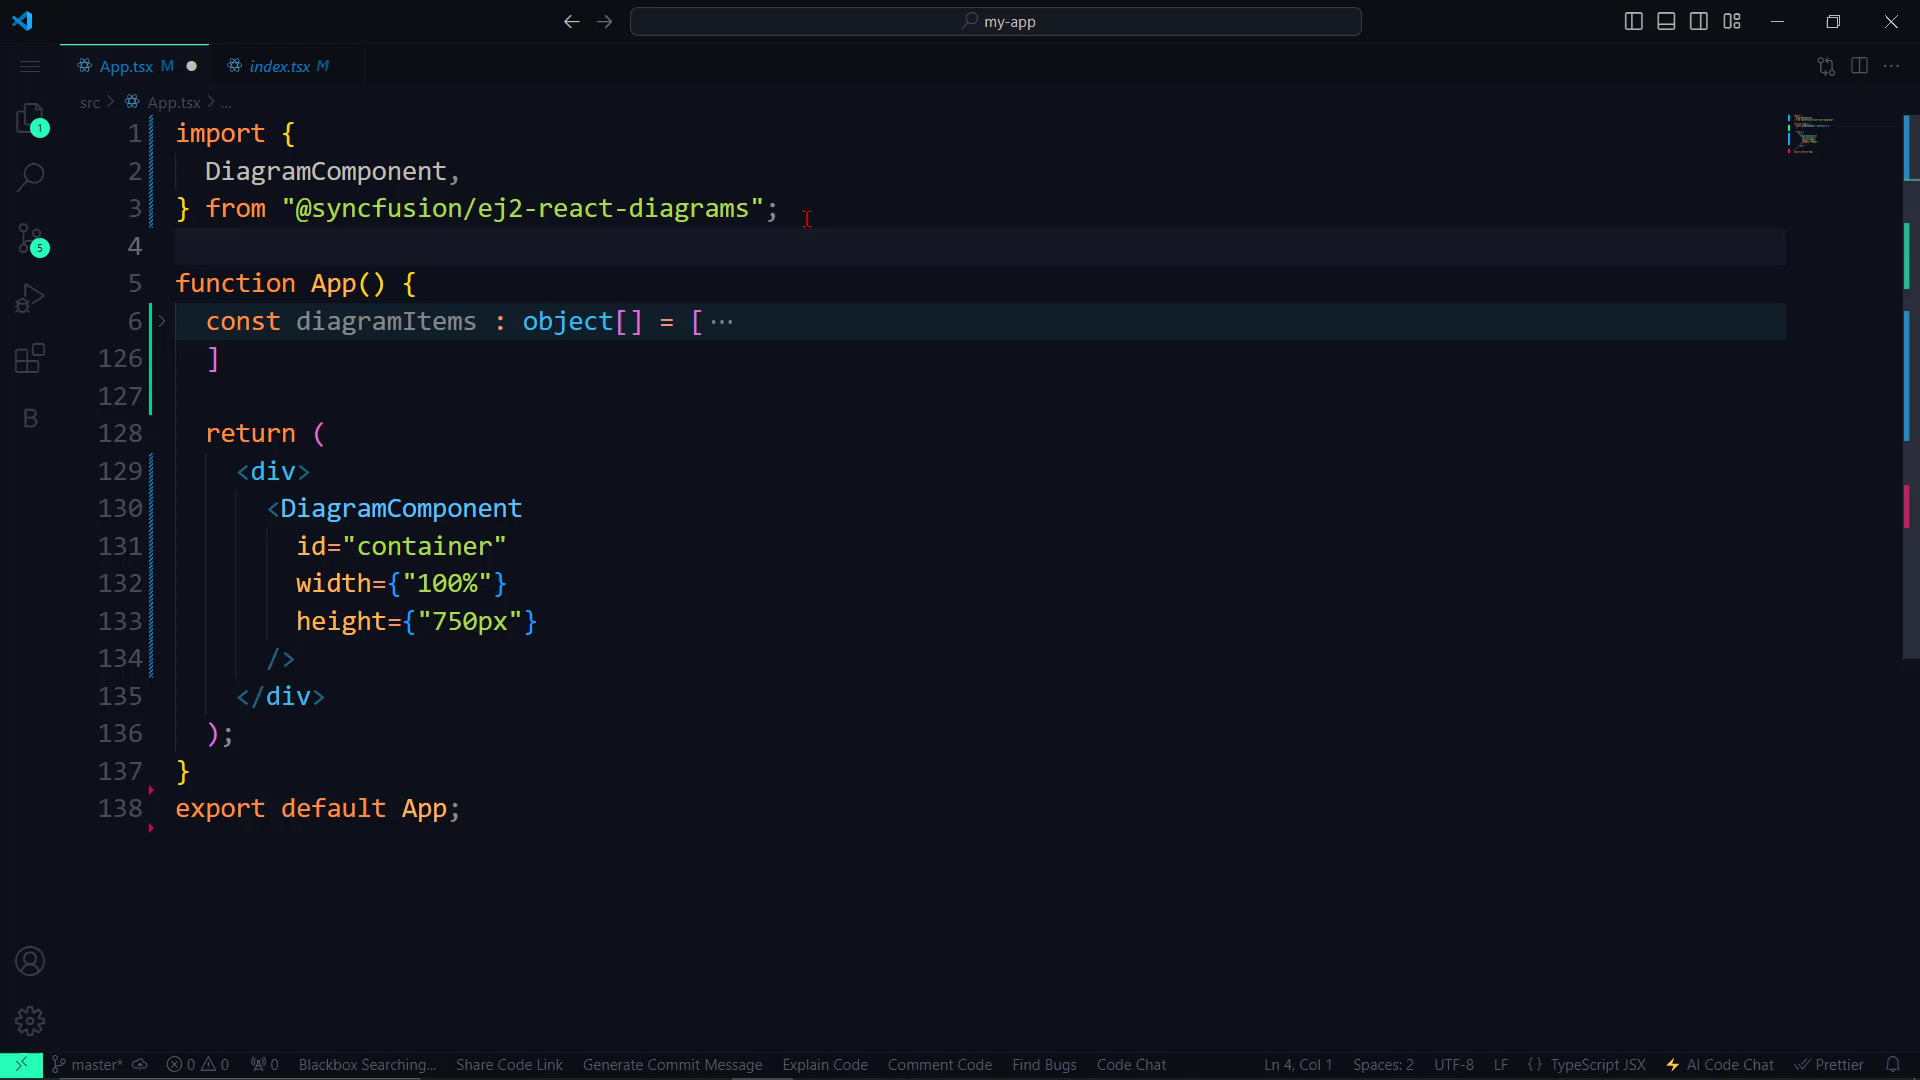 my-app
App.tsx M
index.tsx M
src > App.tsx > ...
1 import {
2 DiagramComponent,
3 } from "@syncfusion/ej2-react-diagrams";
4
5 function App() {
6 const diagramItems : object[] = [ ···
126 ]
127
128 return (
129 <div>
130 <DiagramComponent
131 id="container"
132 width={"100%"}
133 height={"750px"}
134 />
135 </div>
136 );
137 }
138 export default App;
1
5
B
master* 0 0 0 Blackbox Searching... Share Code Link Generate Commit Message Explain Code Comment Code Find Bugs Code Chat Ln 4, Col 1 Spaces: 2 UTF-8 LF {} TypeScript JSX AI Code Chat Prettier